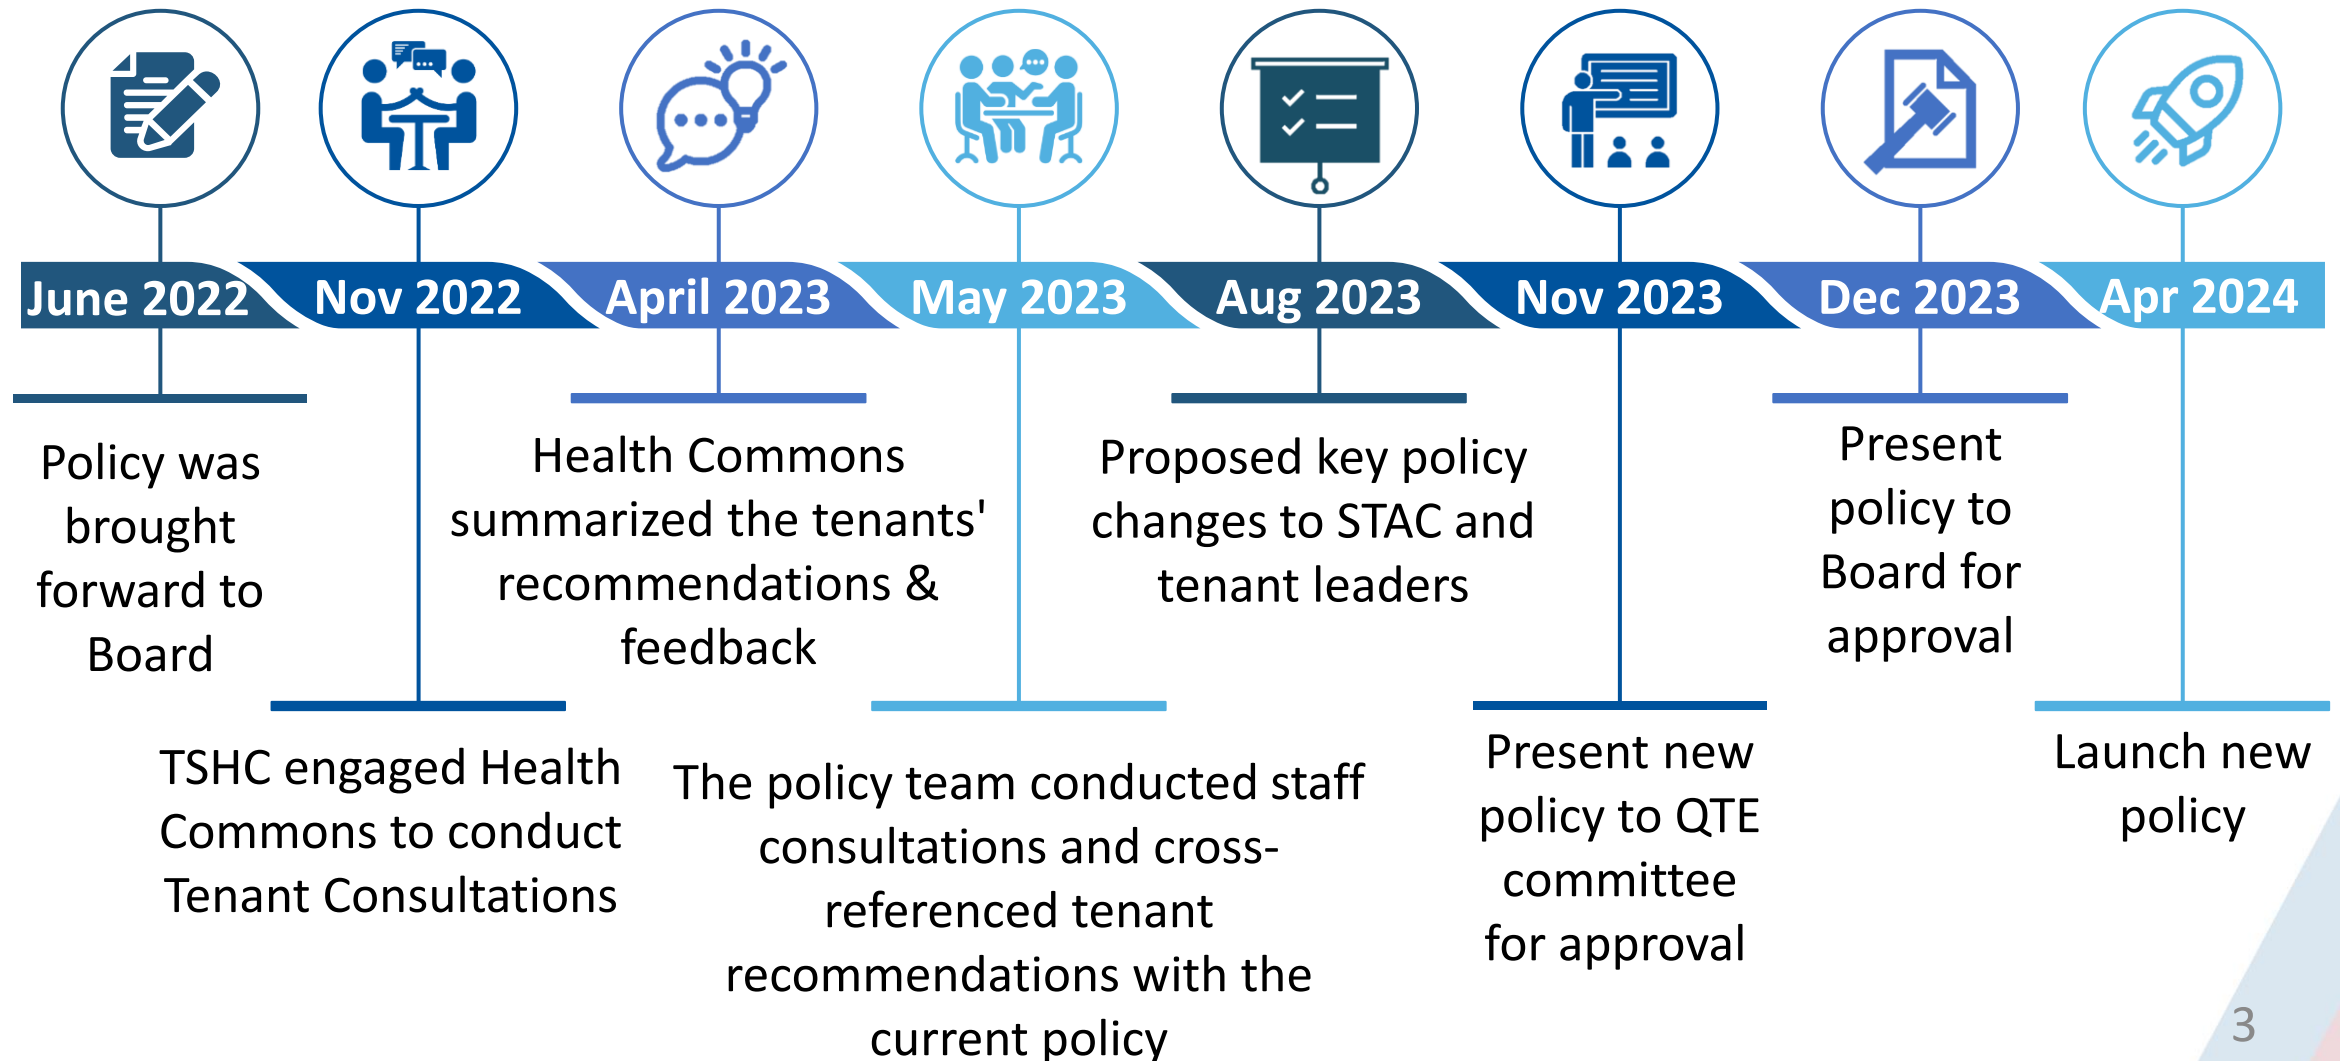 June 2022
Nov 2022
April 2023
May 2023
Aug 2023
Nov 2023
Dec 2023
Apr 2024
Policy was
brought
forward to
Board
TSHC engaged Health
Commons to conduct
Tenant Consultations
Health Commons
summarized the tenants'
recommendations &
feedback
The policy team conducted staff
consultations and cross-
referenced tenant
recommendations with the
current policy
Proposed key policy
changes to STAC and
tenant leaders
Present new
policy to QTE
committee
for approval
Present
policy to
Board for
approval
Launch new
policy
3